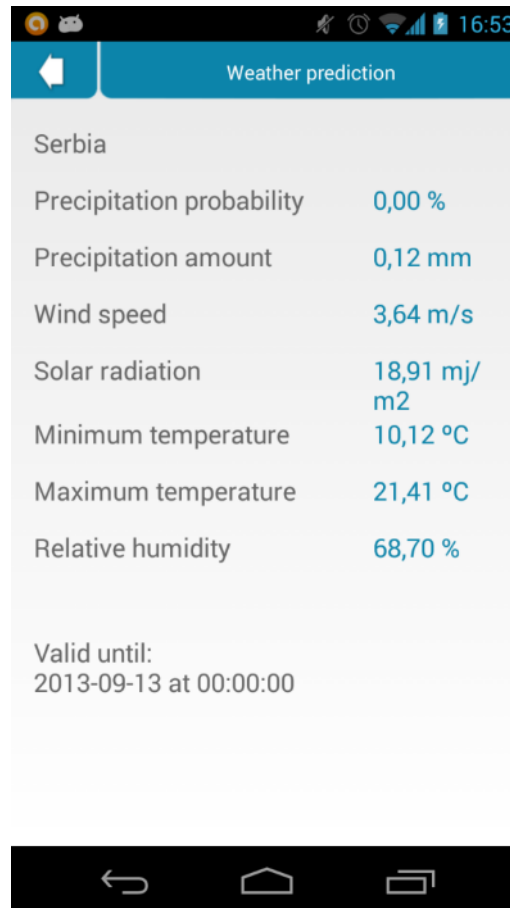 16:53
Weather prediction
Serbia
Precipitation probability 0,00 %
Precipitation amount 0,12 mm
Wind speed 3,64 m/s
Solar radiation 18,91 mj/
m2
Minimum temperature 10,12 ºC
Maximum temperature 21,41 ºC
Relative humidity 68,70 %
Valid until:
2013-09-13 at 00:00:00